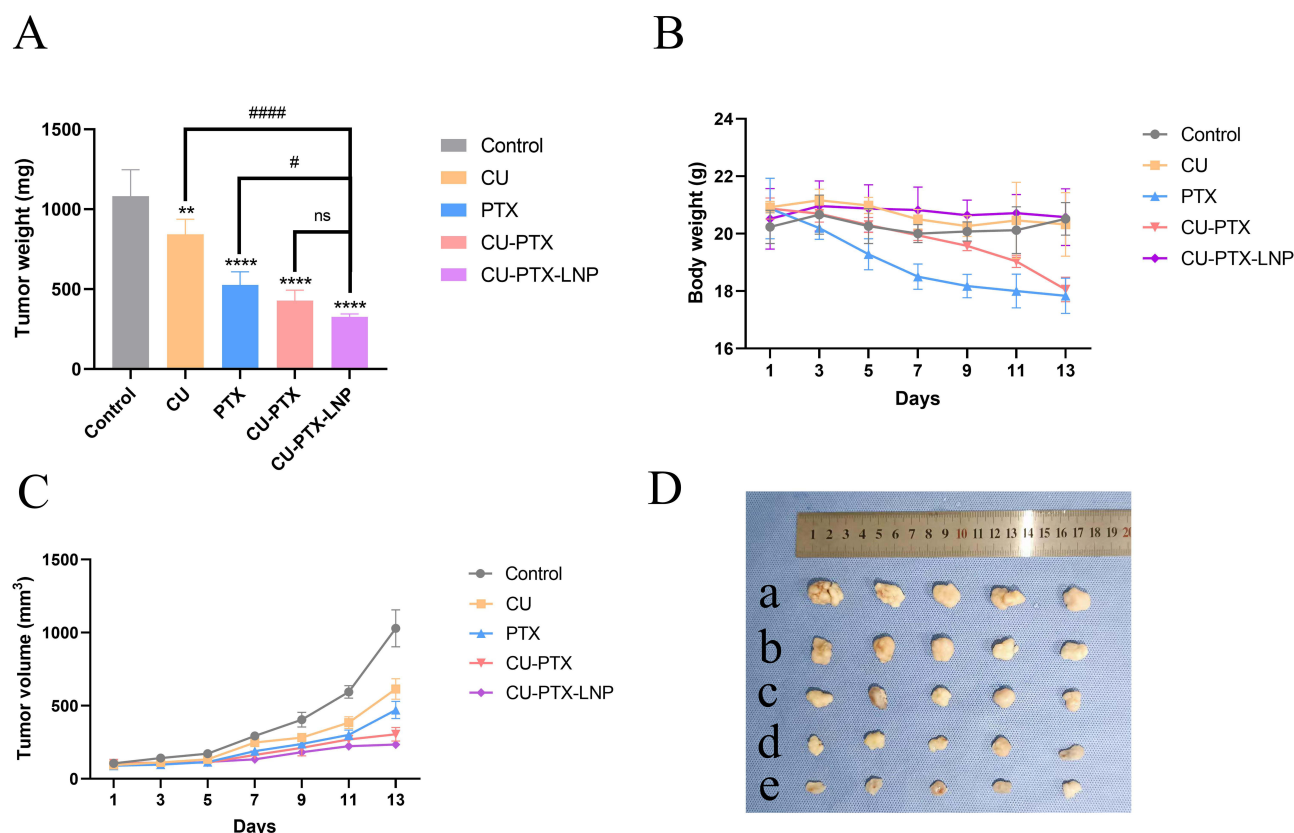 A
####
#
ns
**
****
****
****
1500
1000
500
0
Tumor weight (mg)
Control
CU
PTX
CU-PTX
CU-PTX-LNP
Control
CU
PTX
CU-PTX
CU-PTX-LNP
B
24
22
20
18
16
Body weight (g)
1 3 5 7 9 11 13
Days
Control
CU
PTX
CU-PTX
CU-PTX-LNP
C
1500
1000
500
0
Tumor volume (mm³)
1 3 5 7 9 11 13
Days
Control
CU
PTX
CU-PTX
CU-PTX-LNP
D
1 2 3 4 5 6 7 8 9 10 11 12 13 14 15 16 17 18 19 20
a
b
c
d
e